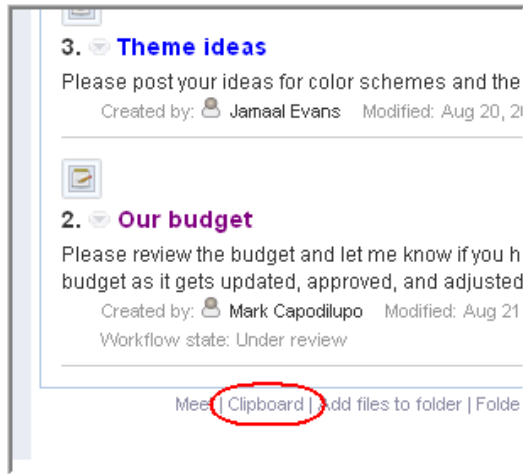 3. Theme ideas
Please post your ideas for color schemes and the
Created by: Jamaal Evans Modified: Aug 20, 2
2. Our budget
Please review the budget and let me know if you h
budget as it gets updated, approved, and adjusted
Created by: Mark Capodilupo Modified: Aug 21
Workflow state: Under review
Meet | Clipboard | Add files to folder | Folde